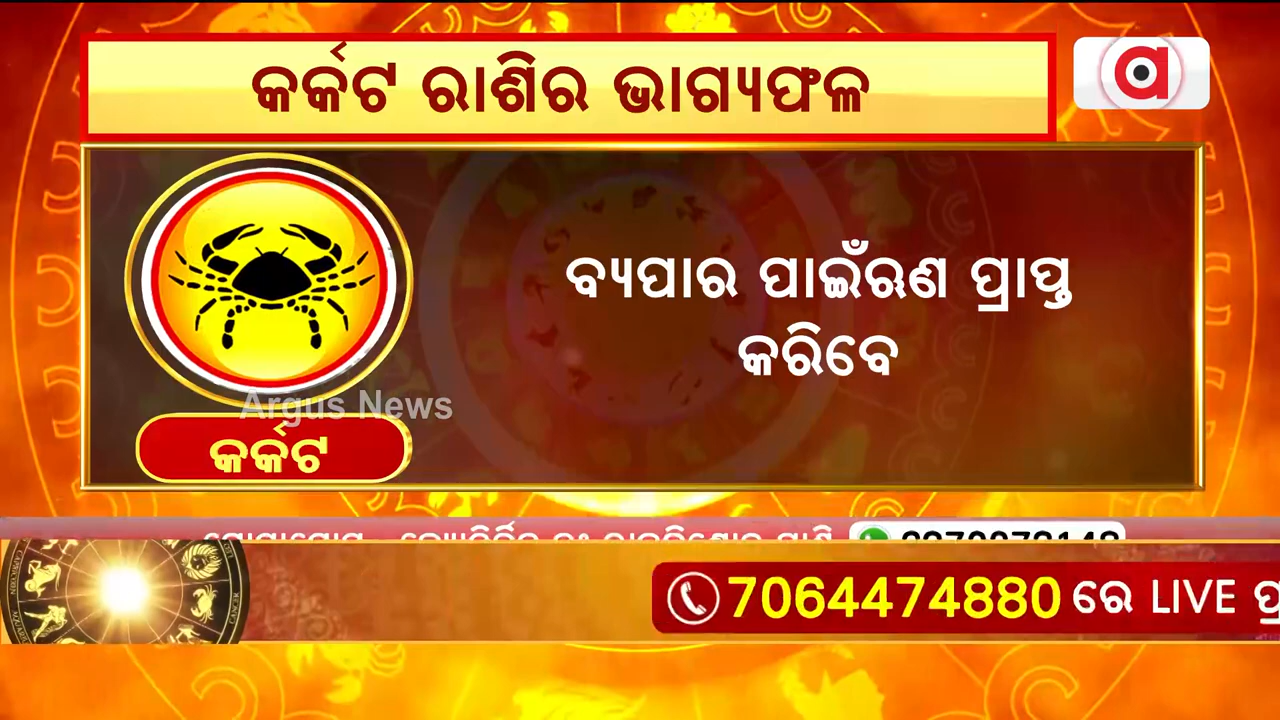 କର୍କଟ ରାଶିର ଭାଗ୍ୟଫଳ
a
ବ୍ୟପାର ପାଇଁଋଣ ପ୍ରାପ୍ତ
କରିବେ
Argus News
କର୍କଟ
7064474880 ରେ LIVE ପ୍ର